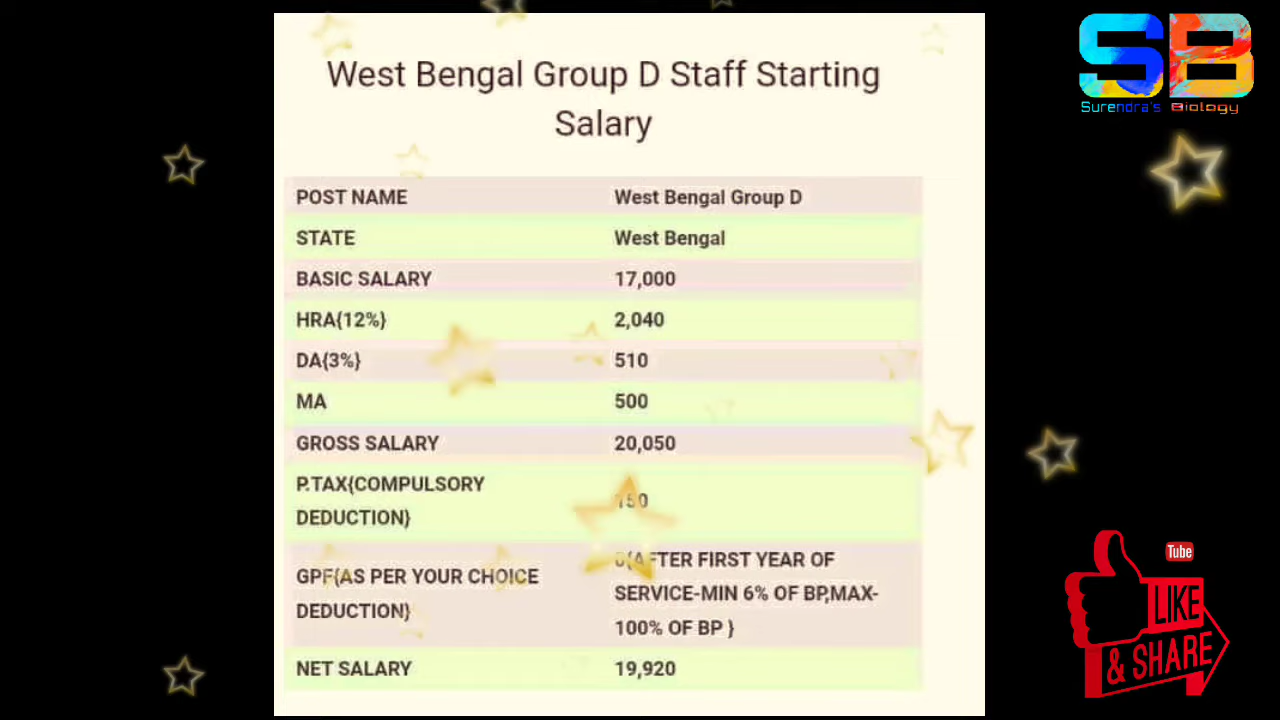 West Bengal Group D Staff Starting
Salary
POST NAME West Bengal Group D
STATE West Bengal
BASIC SALARY 17,000
HRA{12%} 2,040
DA{3%} 510
MA 500
GROSS SALARY 20,050
P.TAX{COMPULSORY
DEDUCTION} 150
GPF{AS PER YOUR CHOICE
DEDUCTION}
0{AFTER FIRST YEAR OF
SERVICE-MIN 6% OF BP,MAX-
100% OF BP }
NET SALARY 19,920
SB
Surendra's Biology
Tube
LIKE
& SHARE